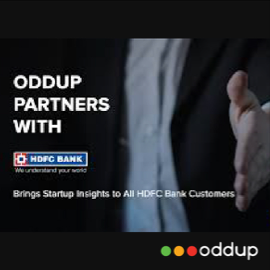 ODDUP
PARTNERS
WITH
HDFC BANK
We understand your world
Brings Startup Insights to All HDFC Bank Customers
oddup